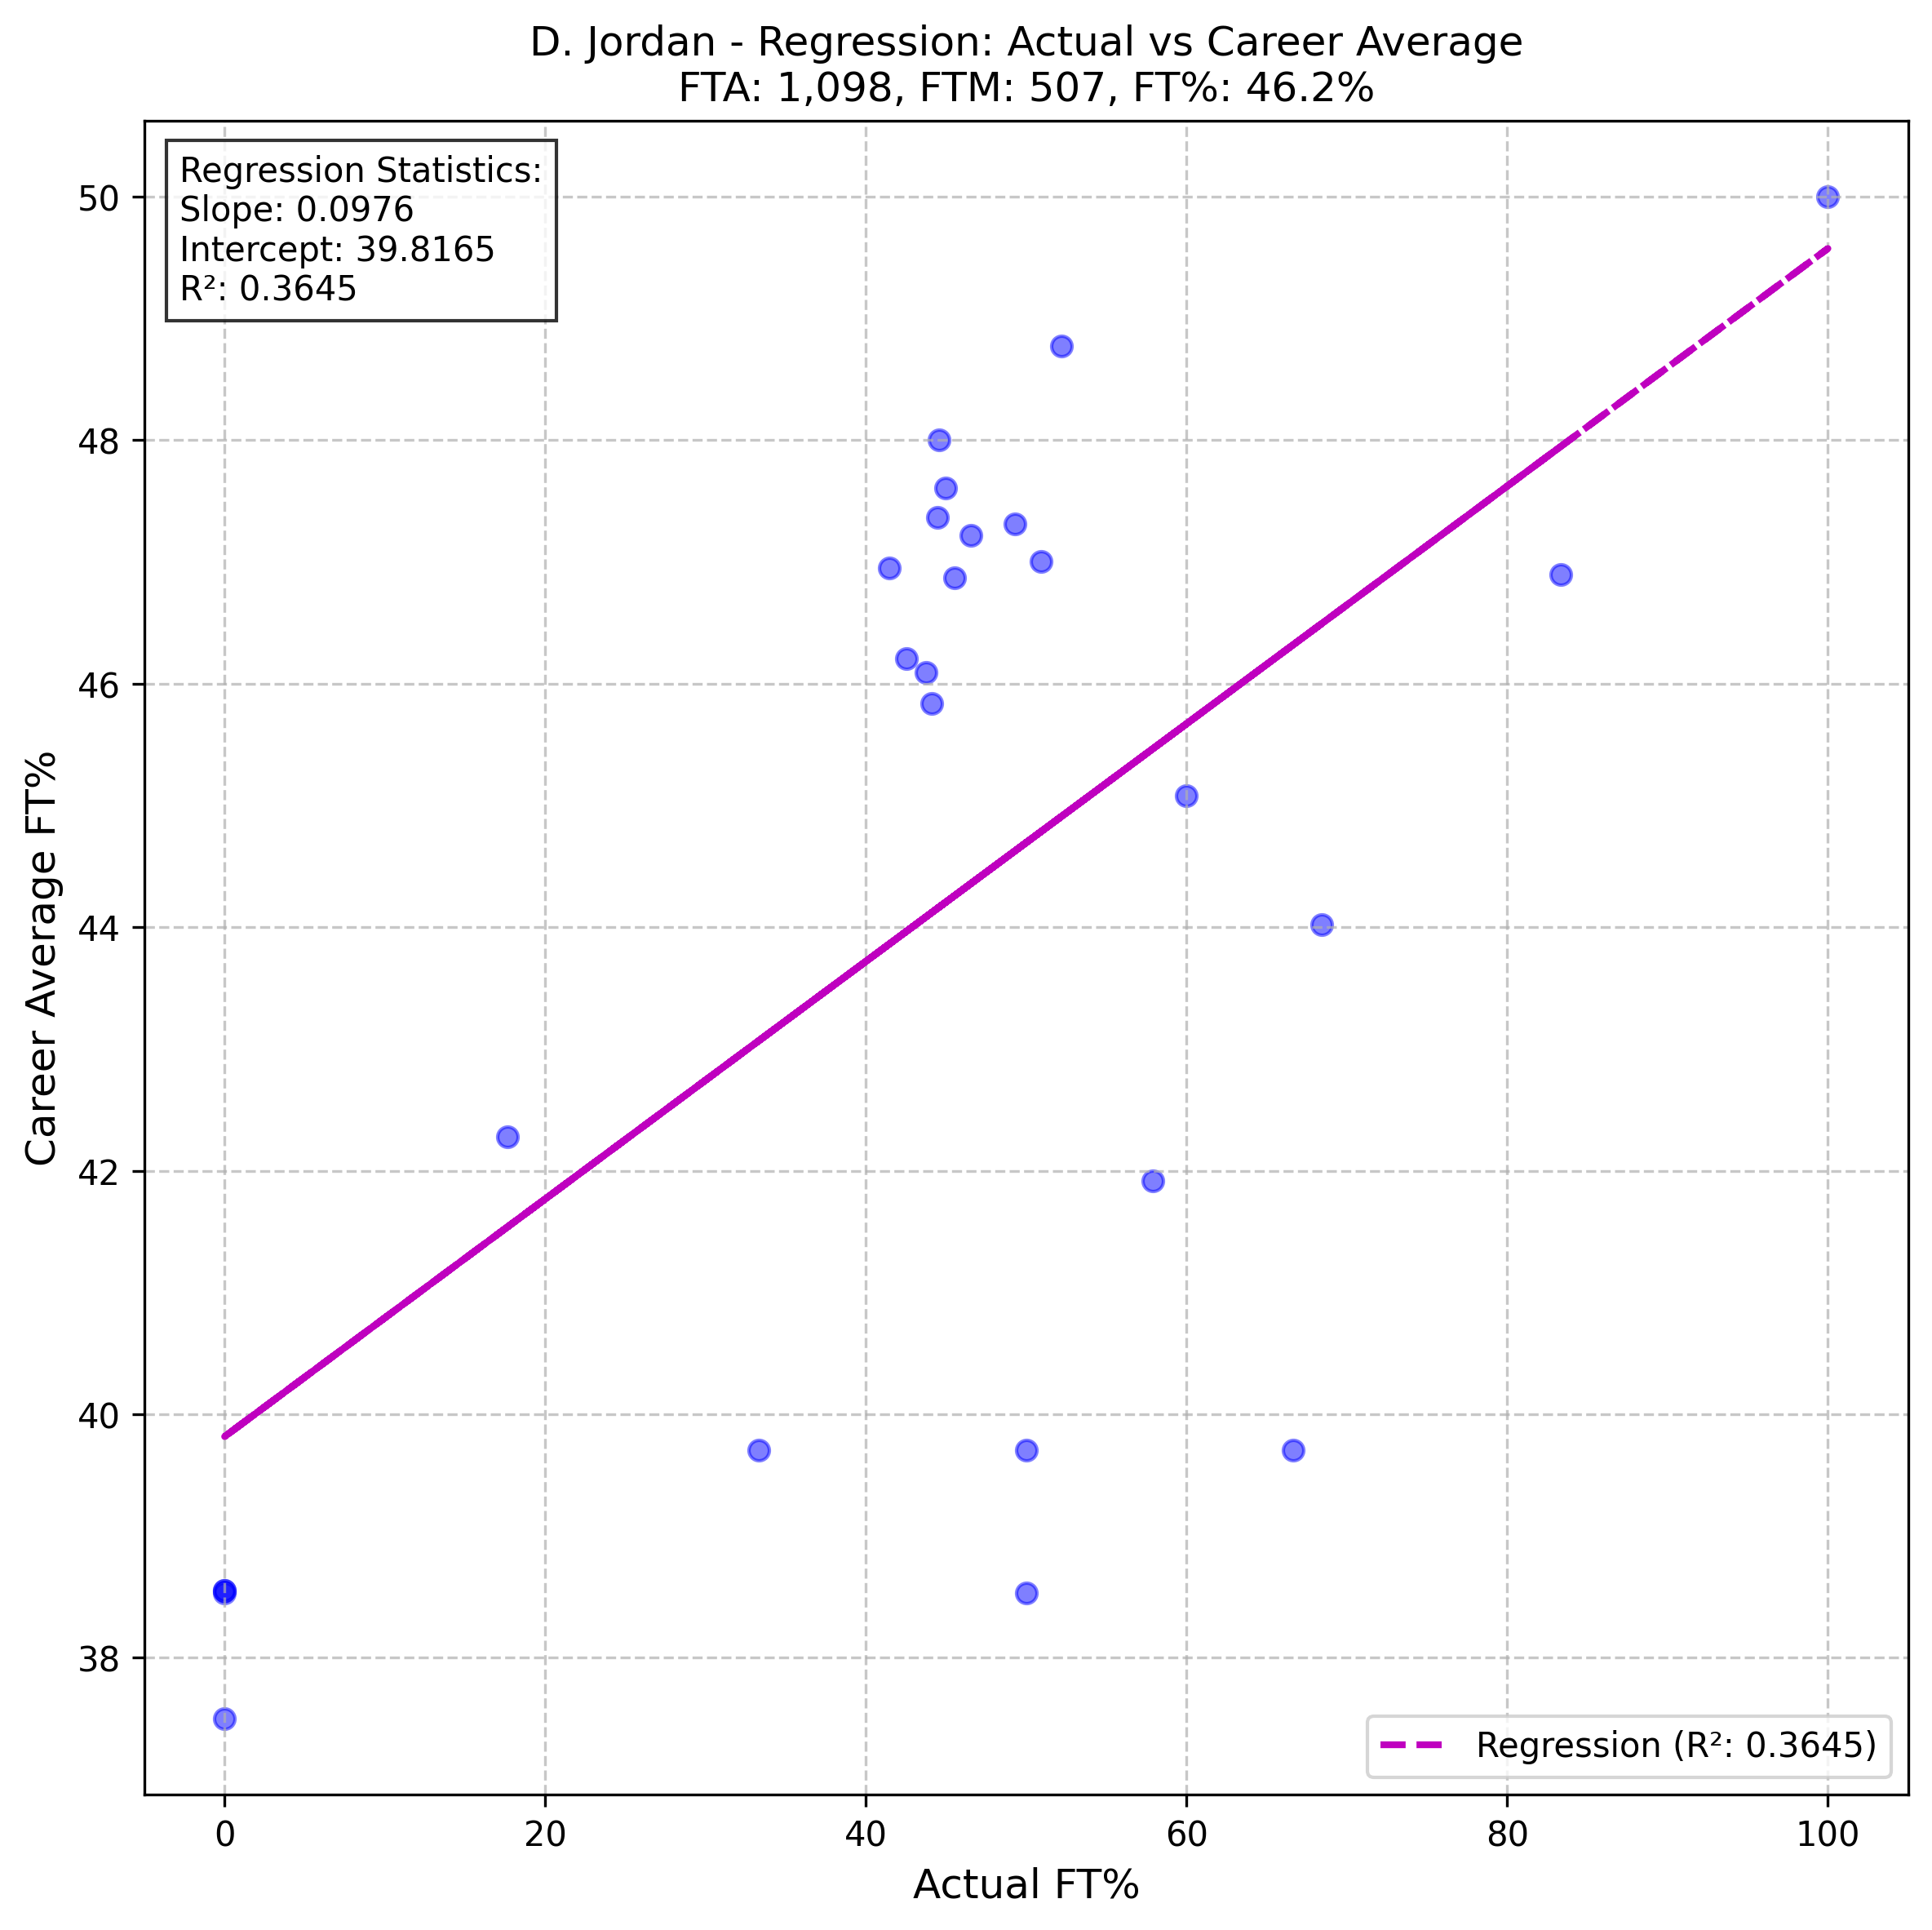 D. Jordan - Regression: Actual vs Career Average
FTA: 1,098, FTM: 507, FT%: 46.2%
Regression Statistics:
Slope: 0.0976
Intercept: 39.8165
R²: 0.3645
50
48
46
44
42
40
38
Career Average FT%
Regression (R²: 0.3645)
0
20
40
60
80
100
Actual FT%